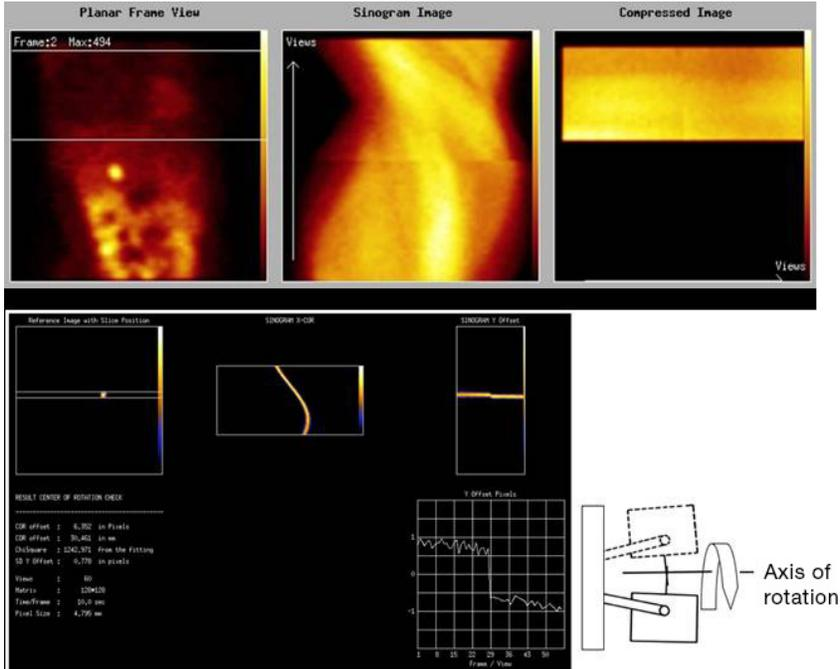 Planar Frame View
Sinogram Image
Compressed Image
Frame:2 Max:494
Views
Views
Reference Image with Slice Position
SINOGRAM X-COR
SINOGRAM Y Offset
RESULT CENTER OF ROTATION CHECK
COR offset : 6,352 in Pixels
COR offset : 30,461 in mm
ChiSquare : 1242,971 from the fitting
SD Y Offset : 0,778 in pixels
Views : 60
Matrix : 128*128
Time/Frame : 10,0 sec
Pixel Size : 4,795 mm
Y Offset Pixels
1
0
-1
1 8 15 22 29 36 43 50
Frame / View
Axis of
rotation